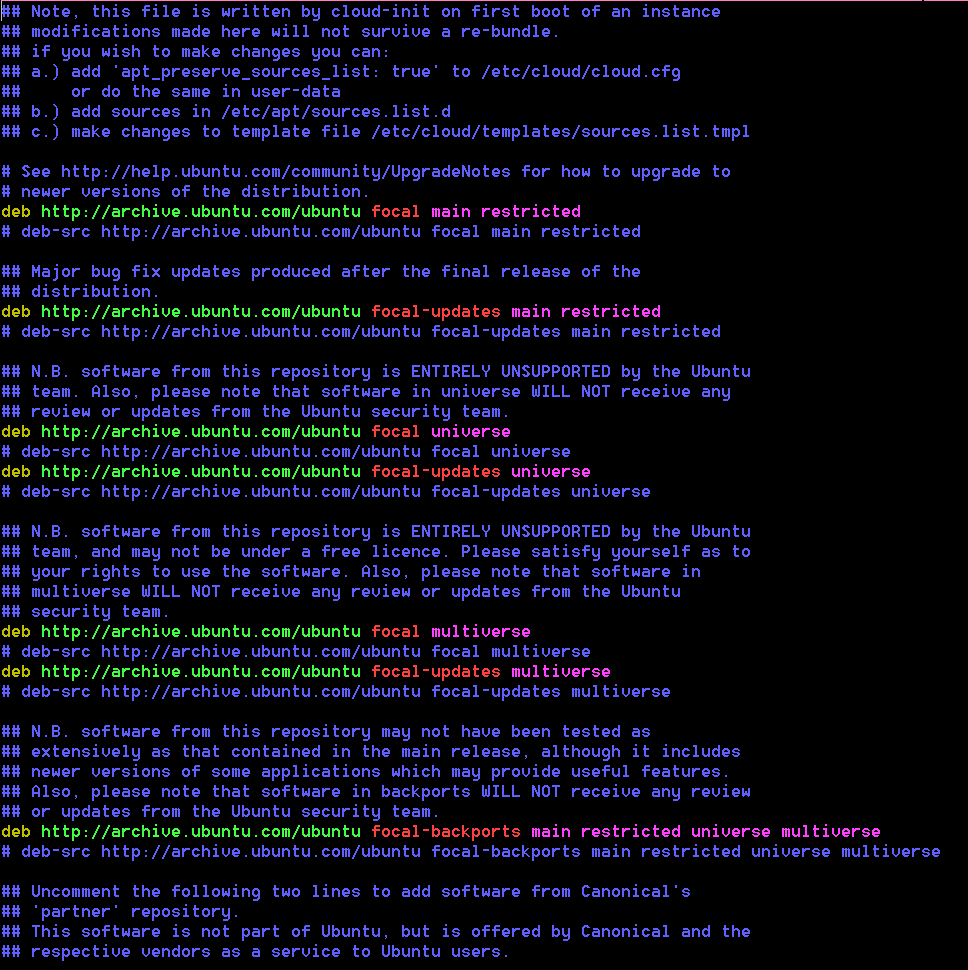 ## Note, this file is written by cloud-init on first boot of an instance
## modifications made here will not survive a re-bundle.
## if you wish to make changes you can:
## a.) add 'apt_preserve_sources_list: true' to /etc/cloud/cloud.cfg
##     or do the same in user-data
## b.) add sources in /etc/apt/sources.list.d
## c.) make changes to template file /etc/cloud/templates/sources.list.tmpl

# See http://help.ubuntu.com/community/UpgradeNotes for how to upgrade to
# newer versions of the distribution.
deb http://archive.ubuntu.com/ubuntu focal main restricted
# deb-src http://archive.ubuntu.com/ubuntu focal main restricted

## Major bug fix updates produced after the final release of the
## distribution.
deb http://archive.ubuntu.com/ubuntu focal-updates main restricted
# deb-src http://archive.ubuntu.com/ubuntu focal-updates main restricted

## N.B. software from this repository is ENTIRELY UNSUPPORTED by the Ubuntu
## team. Also, please note that software in universe WILL NOT receive any
## review or updates from the Ubuntu security team.
deb http://archive.ubuntu.com/ubuntu focal universe
# deb-src http://archive.ubuntu.com/ubuntu focal universe
deb http://archive.ubuntu.com/ubuntu focal-updates universe
# deb-src http://archive.ubuntu.com/ubuntu focal-updates universe

## N.B. software from this repository is ENTIRELY UNSUPPORTED by the Ubuntu
## team, and may not be under a free licence. Please satisfy yourself as to
## your rights to use the software. Also, please note that software in
## multiverse WILL NOT receive any review or updates from the Ubuntu
## security team.
deb http://archive.ubuntu.com/ubuntu focal multiverse
# deb-src http://archive.ubuntu.com/ubuntu focal multiverse
deb http://archive.ubuntu.com/ubuntu focal-updates multiverse
# deb-src http://archive.ubuntu.com/ubuntu focal-updates multiverse

## N.B. software from this repository may not have been tested as
## extensively as that contained in the main release, although it includes
## newer versions of some applications which may provide useful features.
## Also, please note that software in backports WILL NOT receive any review
## or updates from the Ubuntu security team.
deb http://archive.ubuntu.com/ubuntu focal-backports main restricted universe multiverse
# deb-src http://archive.ubuntu.com/ubuntu focal-backports main restricted universe multiverse

## Uncomment the following two lines to add software from Canonical's
## 'partner' repository.
## This software is not part of Ubuntu, but is offered by Canonical and the
## respective vendors as a service to Ubuntu users.